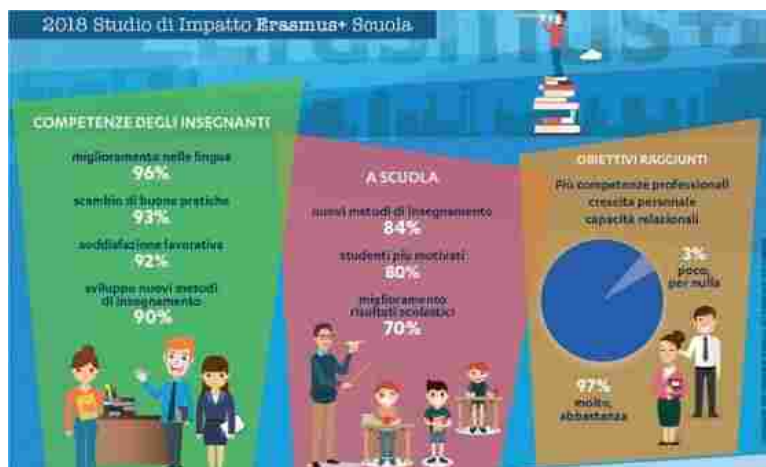 2018 Studio di Impatto Erasmus+ Scuola
COMPETENZE DEGLI INSEGNANTI
miglioramento nelle lingua
96%
scambio di buone pratiche
93%
soddisfazione lavorativa
92%
sviluppo nuovi metodi
di insegnamento
90%
A SCUOLA
nuovi metodi di insegnamento
84%
studenti più motivati
80%
miglioramento
risultati scolastici
70%
OBIETTIVI RAGGIUNTI
Più competenze professionali
crescita personale
capacità relazionali
3%
poco,
per nulla
97%
molto,
abbastanza